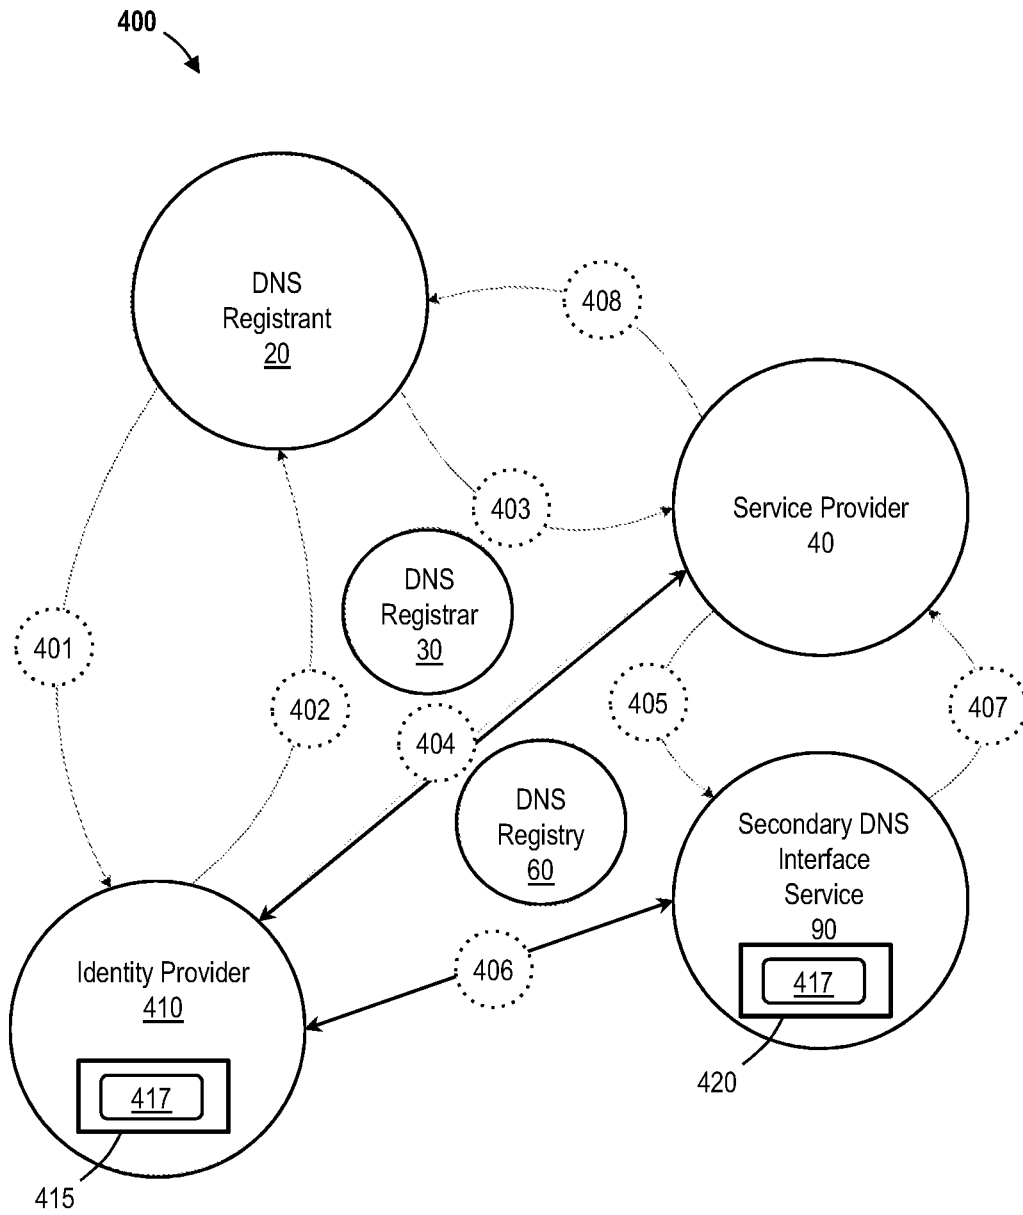 400
DNS
Registrant
20
408
403
Service Provider
40
DNS
Registrar
30
401
402
404
405
407
DNS
Registry
60
Secondary DNS
Interface
Service
90
417
420
406
Identity Provider
410
417
415